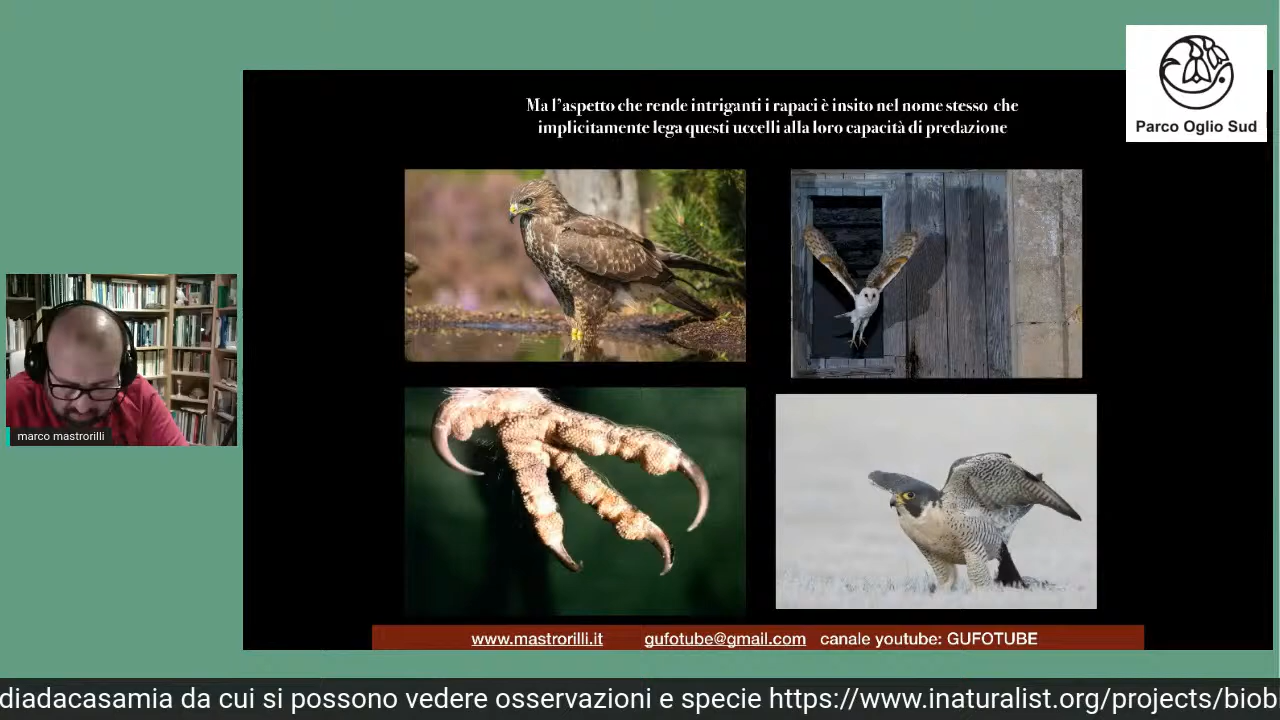 Ma l'aspetto che rende intriganti i rapaci è insito nel nome stesso che
implicitamente lega questi uccelli alla loro capacità di predazione
Parco Oglio Sud
marco mastrorilli
www.mastrorilli.it gufotube@gmail.com canale youtube: GUFOTUBE
diadacasamia da cui si possono vedere osservazioni e specie https://www.inaturalist.org/projects/biob